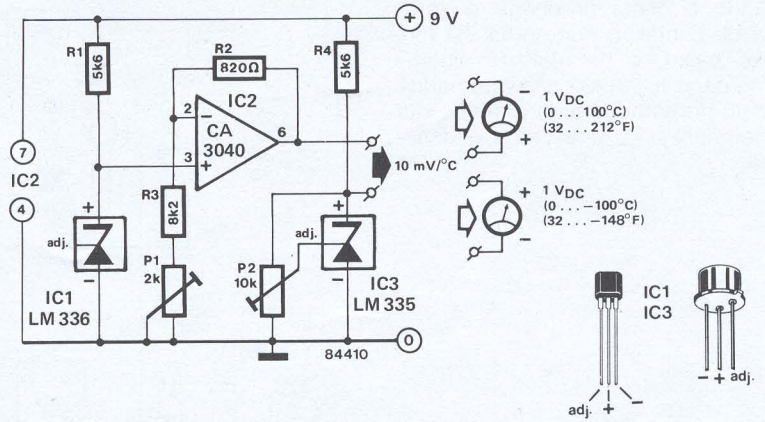 + 9 V
R1
5k6
R2
820Ω
R4
5k6
IC2
2
−
CA
3040
6
3
+
7
IC2
4
10 mV/°C
R3
8k2
+
adj.
−
IC1
LM 336
P1
2k
P2
10k
adj.
+
−
IC3
LM 335
84410
0
−
+
1 VDC
(0 ... 100°C)
(32 ... 212°F)
+
−
1 VDC
(0 ... −100°C)
(32 ... −148°F)
IC1
IC3
adj. + −
− + adj.